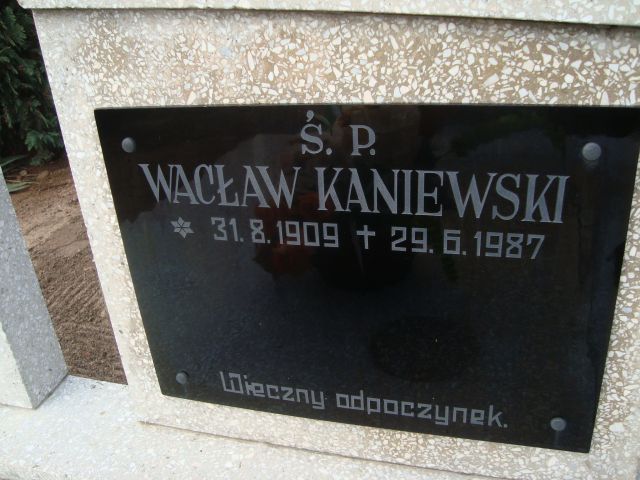 Ś. P.
WACŁAW KANIEWSKI
* 31. 8. 1909 ✝ 29. 6. 1987
Wieczny odpoczynek.